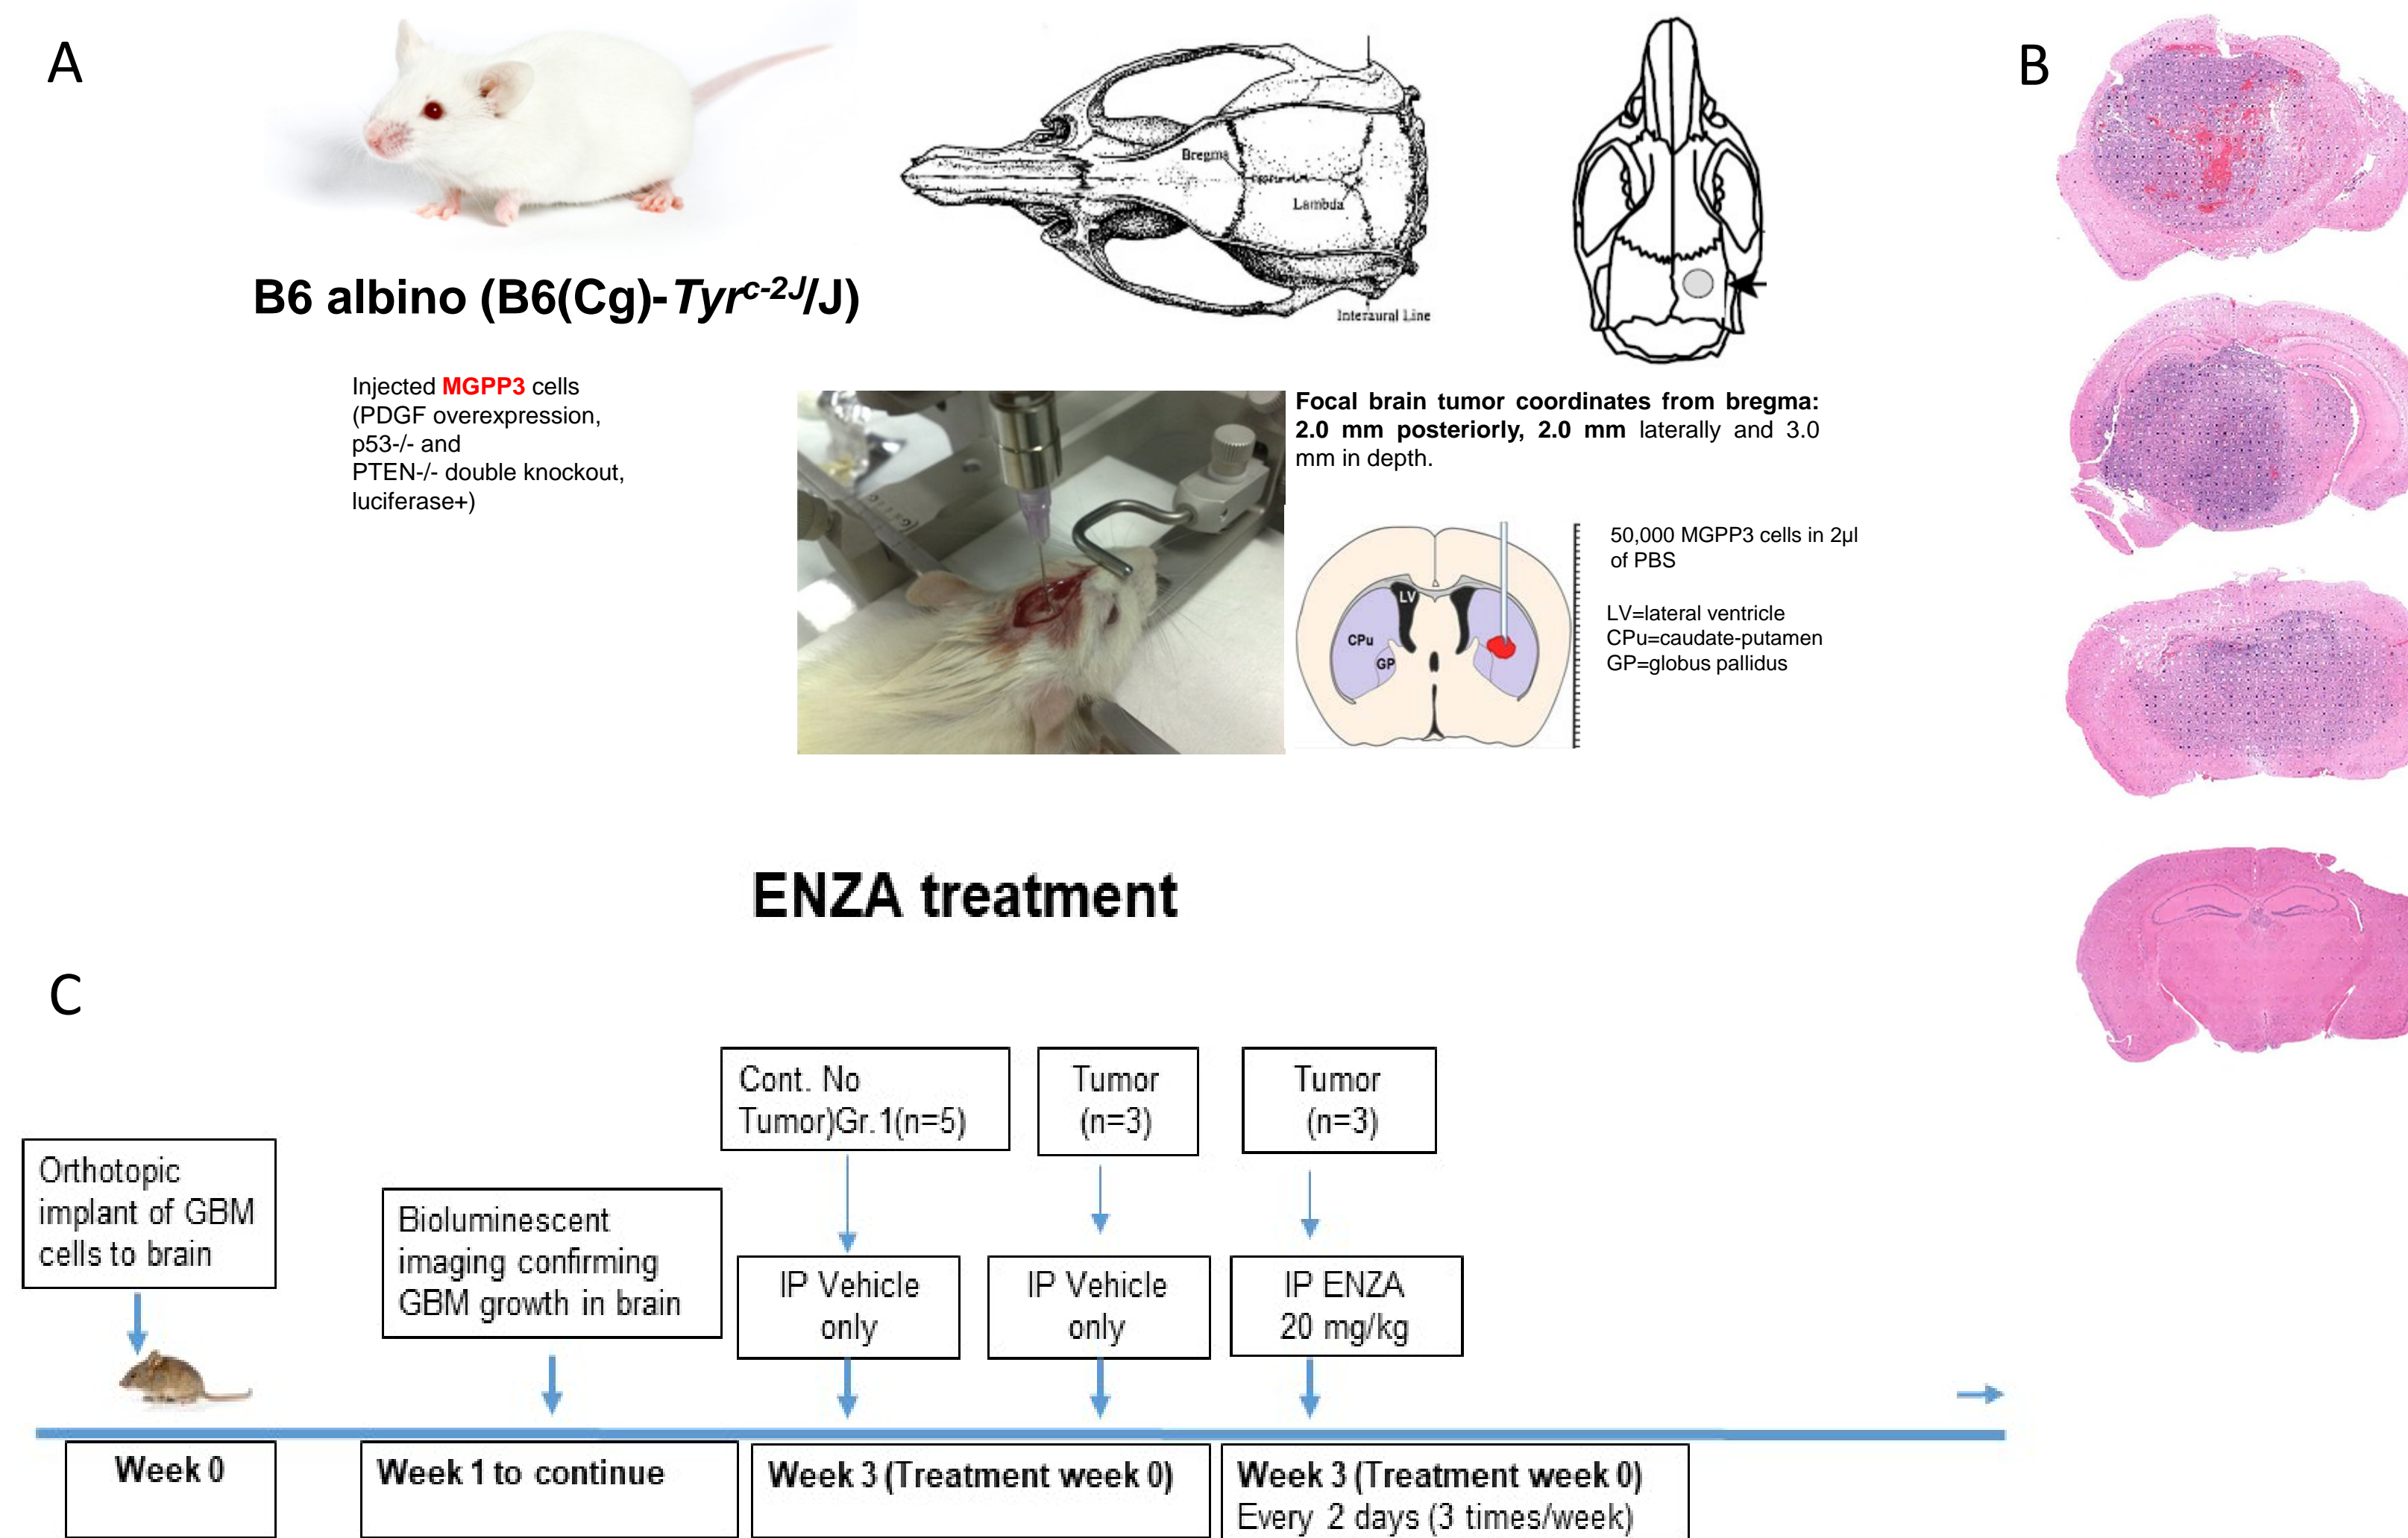 A
B
B6 albino (B6(Cg)-Tyrc-2J/J)
Bregma
Lambda
Interaural Line
Injected MGPP3 cells
(PDGF overexpression,
p53-/- and
PTEN-/- double knockout,
luciferase+)
Focal brain tumor coordinates from bregma:
2.0 mm posteriorly, 2.0 mm laterally and 3.0
mm in depth.
LV
CPu
GP
50,000 MGPP3 cells in 2µl
of PBS
LV=lateral ventricle
CPu=caudate-putamen
GP=globus pallidus
ENZA treatment
C
Orthotopic
implant of GBM
cells to brain
Bioluminescent
imaging confirming
GBM growth in brain
Cont. No
Tumor)Gr.1(n=5)
Tumor
(n=3)
Tumor
(n=3)
IP Vehicle
only
IP Vehicle
only
IP ENZA
20 mg/kg
Week 0
Week 1 to continue
Week 3 (Treatment week 0)
Week 3 (Treatment week 0)
Every 2 days (3 times/week)